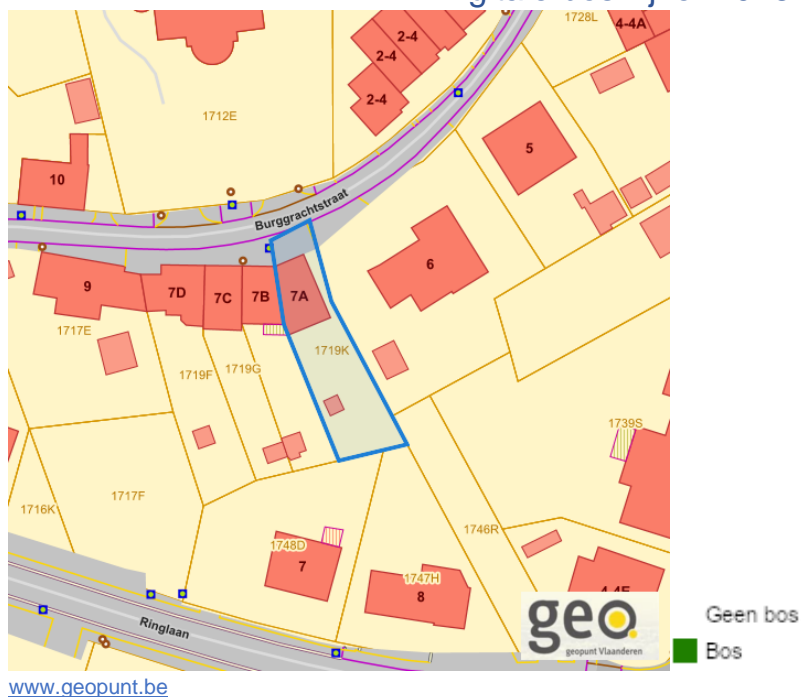 1728L
4-4A
2-4
2-4
2-4
1712E
5
10
Burggrachtstraat
6
9
7D
7C
7B
7A
1717E
1719K
1719F
1719G
1739S
1717F
1716K
1746R
1748D
7
1747H
8
Ringlaan
geo.
geopunt Vlaanderen
Geen bos
Bos
www.geopunt.be